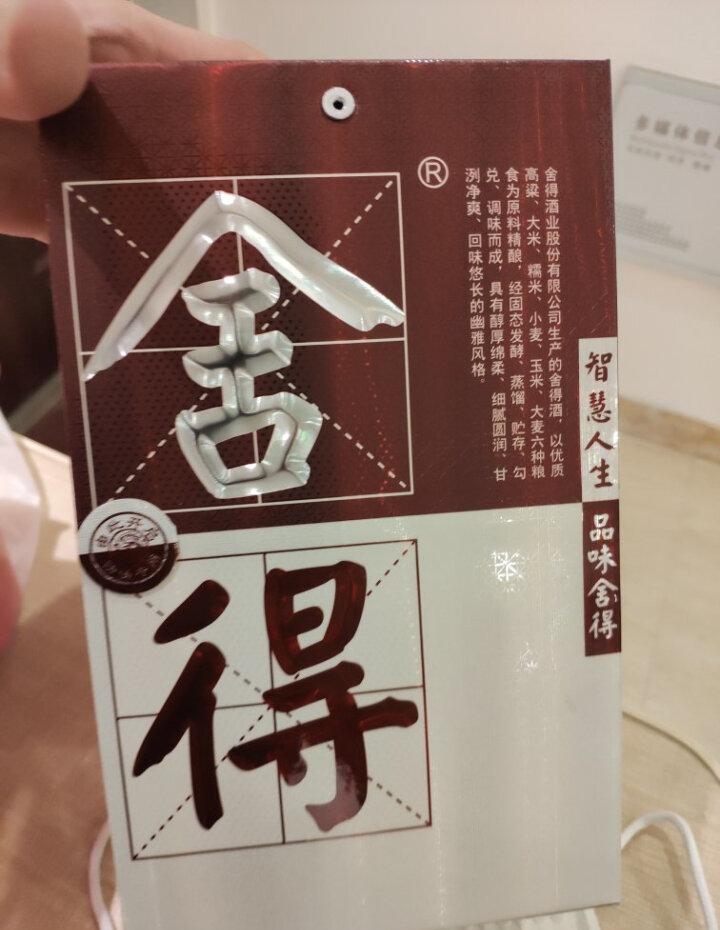 舍得
®
舍得酒业股份有限公司生产的舍得酒，以优质
高粱、大米、糯米、小麦、玉米、大麦六种粮
食为原料精酿，经固态发酵、蒸馏、贮存、勾
兑、调味而成，具有醇厚绵柔、细腻圆润、甘
洌净爽、回味悠长的幽雅风格。
智慧人生
品味舍得
多媒体信